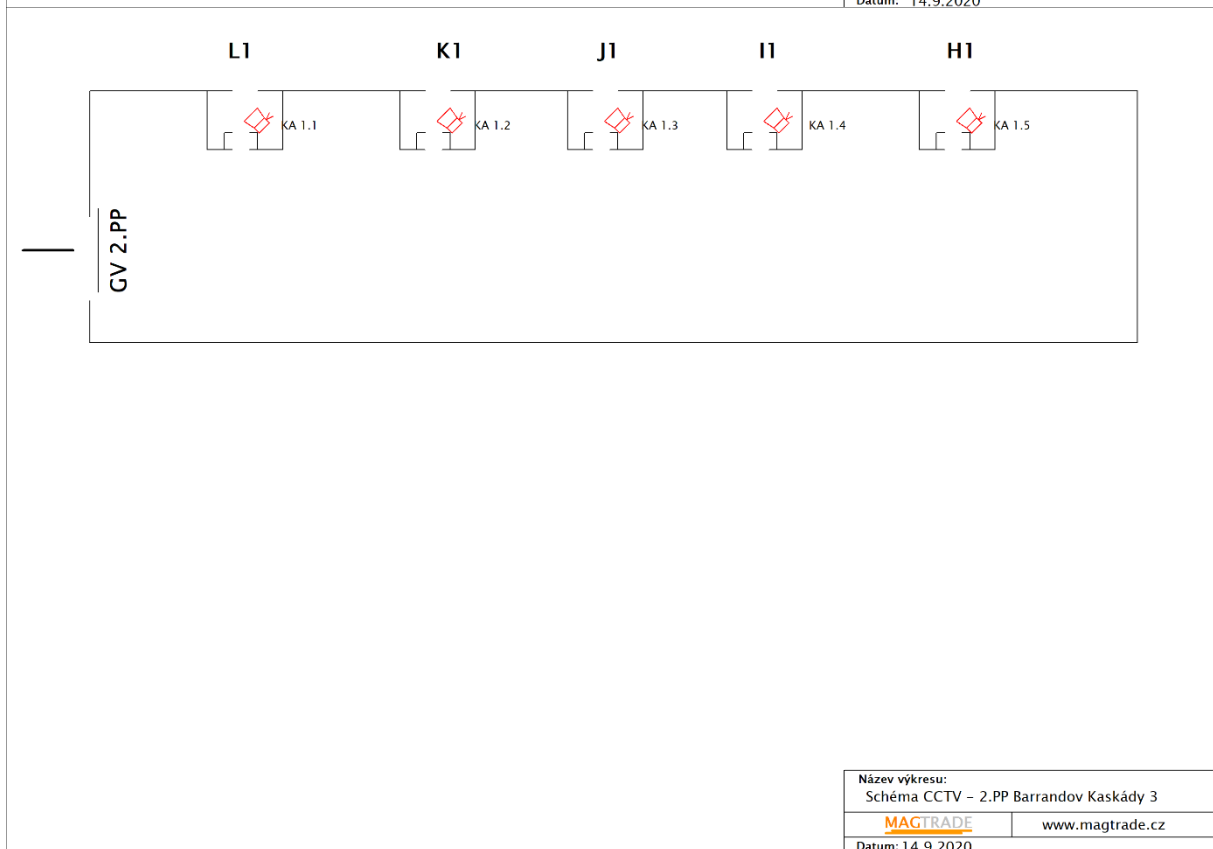 Datum: 14.9.2020
L1 K1 J1 I1 H1
KA 1.1 KA 1.2 KA 1.3 KA 1.4 KA 1.5
GV 2.PP
Název výkresu:
Schéma CCTV – 2.PP Barrandov Kaskády 3
MAGTRADE www.magtrade.cz
Datum: 14.9.2020